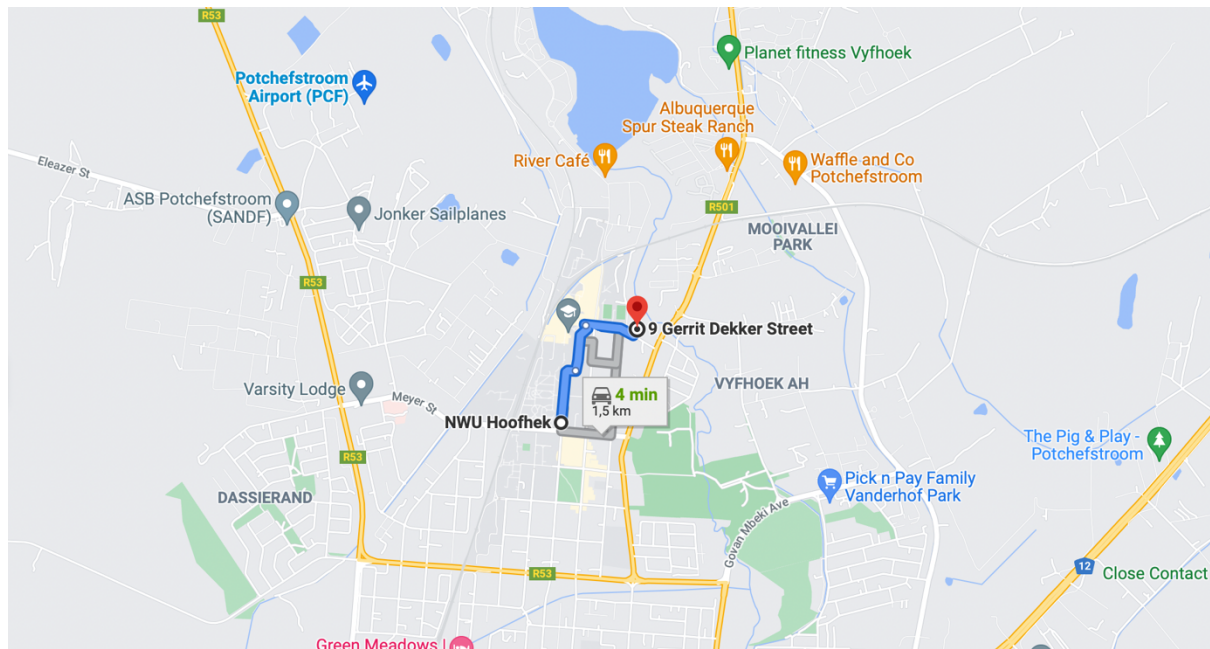 R53
Planet fitness Vyfhoek
Potchefstroom
Airport (PCF)
Albuquerque
Spur Steak Ranch
River Café
Waffle and Co
Potchefstroom
Eleazer St
ASB Potchefstroom
(SANDF)
Jonker Sailplanes
R501
MOOIVALLEI
PARK
R53
9 Gerrit Dekker Street
Varsity Lodge
VYFHOEK AH
4 min
1,5 km
Meyer St
NWU Hoofhek
The Pig & Play -
Potchefstroom
R53
Pick n Pay Family
Vanderhof Park
DASSIERAND
Govan Mbeki Ave
R53
12
Close Contact
Green Meadows |